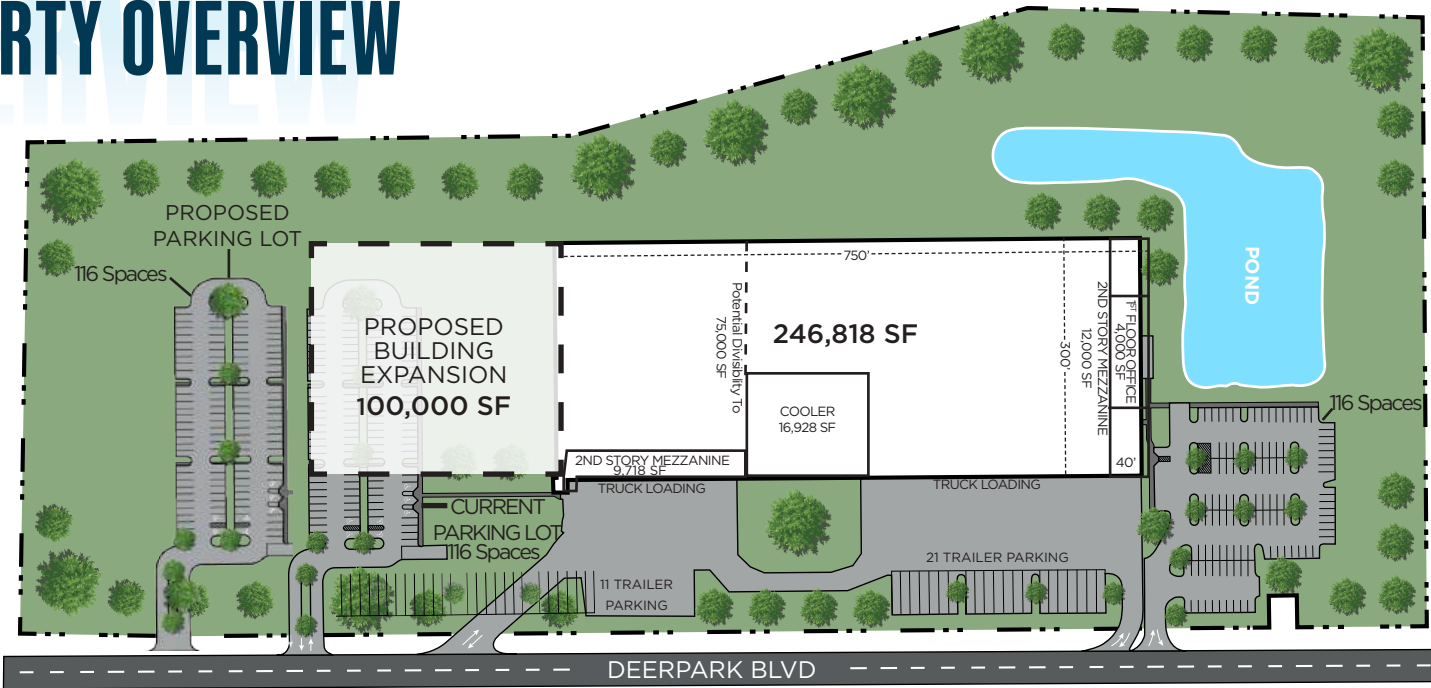 RTY OVERVIEW
PROPOSED
PARKING LOT
116 Spaces
PROPOSED
BUILDING
EXPANSION
100,000 SF
750'
Potential Divisiblity To
75,000 SF
246,818 SF
300'
COOLER
16,928 SF
2ND STORY MEZZANINE
12,000 SF
1ST FLOOR OFFICE
4,000 SF
40'
POND
116 Spaces
2ND STORY MEZZANINE
9,718 SF
TRUCK LOADING
TRUCK LOADING
CURRENT
PARKING LOT
116 Spaces
11 TRAILER
PARKING
21 TRAILER PARKING
DEERPARK BLVD